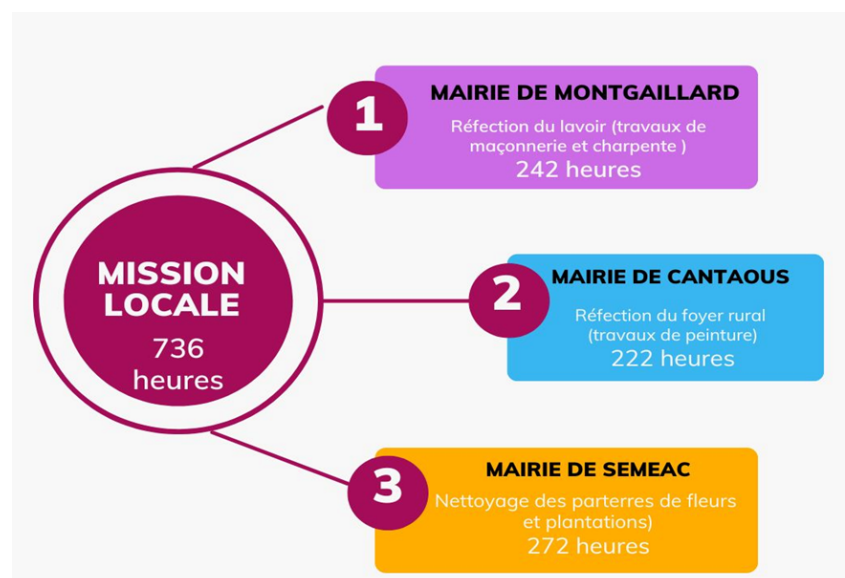 MISSION
LOCALE
736
heures
1
MAIRIE DE MONTGAILLARD
Réfection du lavoir (travaux de
maçonnerie et charpente )
242 heures
2
MAIRIE DE CANTAOUS
Réfection du foyer rural
(travaux de peinture)
222 heures
3
MAIRIE DE SEMEAC
Nettoyage des parterres de fleurs
et plantations)
272 heures